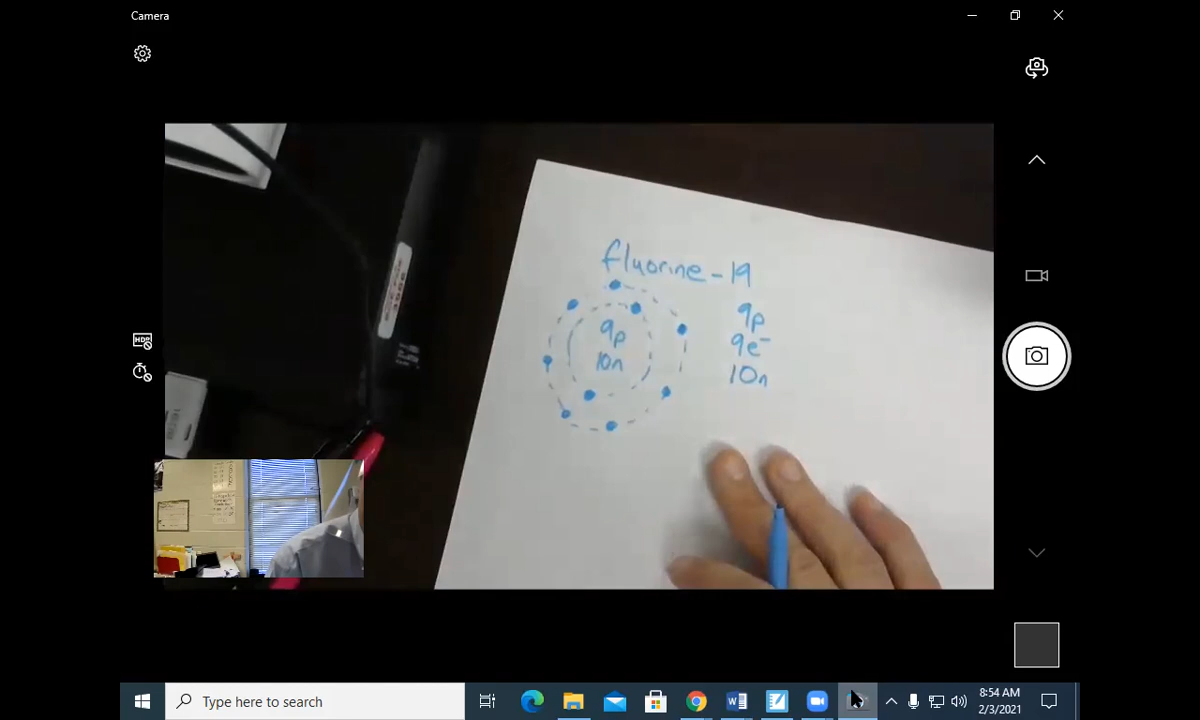 Camera
fluorine-19
9p
10n
9p
9e⁻
10n
Type here to search
8:54 AM
2/3/2021